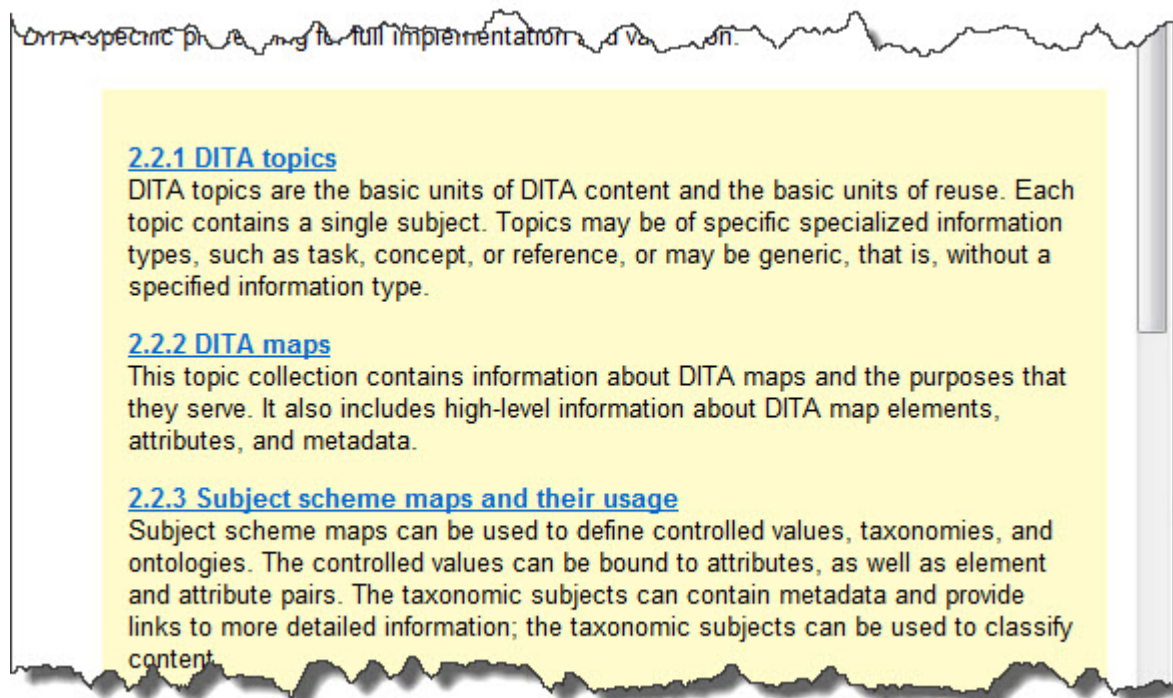 for full implementation
2.2.1 DITA topics
DITA topics are the basic units of DITA content and the basic units of reuse. Each
topic contains a single subject. Topics may be of specific specialized information
types, such as task, concept, or reference, or may be generic, that is, without a
specified information type.
2.2.2 DITA maps
This topic collection contains information about DITA maps and the purposes that
they serve. It also includes high-level information about DITA map elements,
attributes, and metadata.
2.2.3 Subject scheme maps and their usage
Subject scheme maps can be used to define controlled values, taxonomies, and
ontologies. The controlled values can be bound to attributes, as well as element
and attribute pairs. The taxonomic subjects can contain metadata and provide
links to more detailed information; the taxonomic subjects can be used to classify
content.